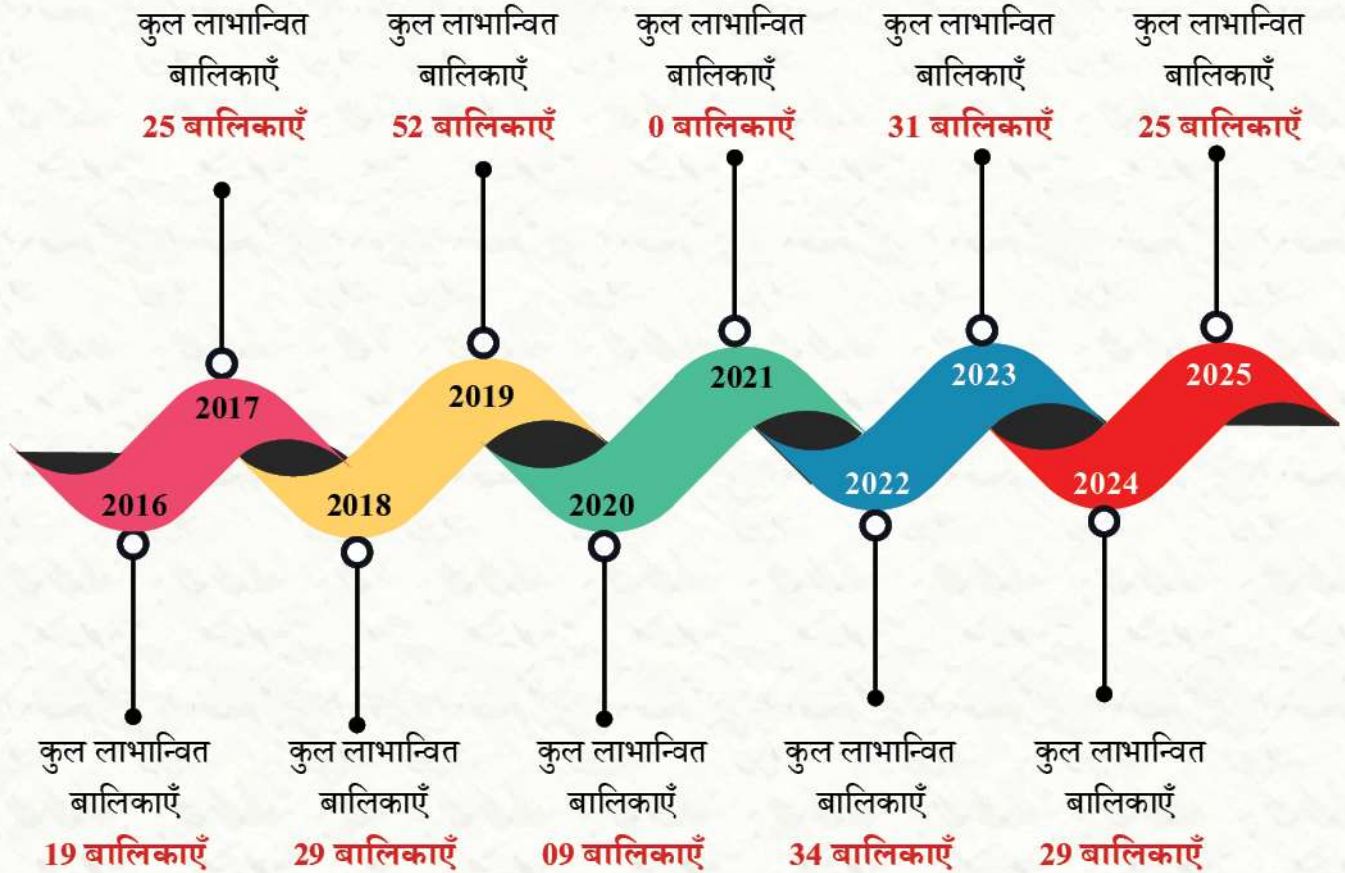 कुल लाभान्वित
बालिकाएँ
25 बालिकाएँ
कुल लाभान्वित
बालिकाएँ
52 बालिकाएँ
कुल लाभान्वित
बालिकाएँ
0 बालिकाएँ
कुल लाभान्वित
बालिकाएँ
31 बालिकाएँ
कुल लाभान्वित
बालिकाएँ
25 बालिकाएँ
2017
2019
2021
2023
2025
2016
2018
2020
2022
2024
कुल लाभान्वित
बालिकाएँ
19 बालिकाएँ
कुल लाभान्वित
बालिकाएँ
29 बालिकाएँ
कुल लाभान्वित
बालिकाएँ
09 बालिकाएँ
कुल लाभान्वित
बालिकाएँ
34 बालिकाएँ
कुल लाभान्वित
बालिकाएँ
29 बालिकाएँ